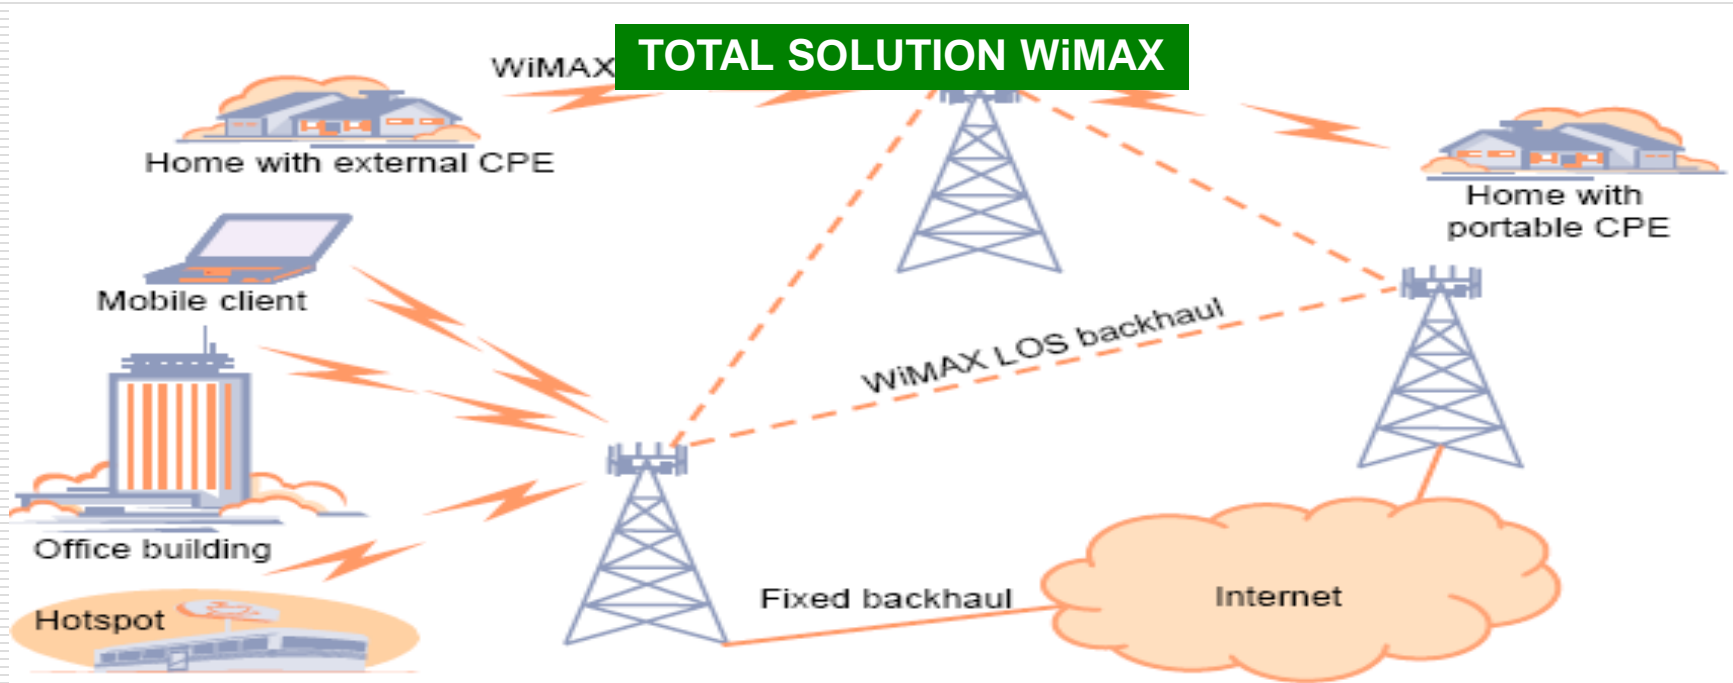 TOTAL SOLUTION WiMAX
WiMAX
Home with external CPE
Home with
portable CPE
Mobile client
WiMAX LOS backhaul
Office building
Fixed backhaul
Internet
Hotspot